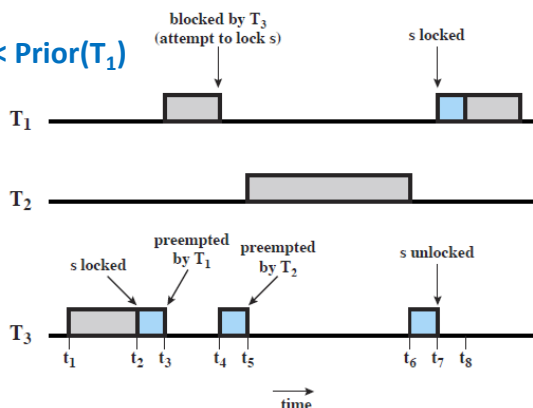 blocked by T3
(attempt to lock s)
s locked
< Prior(T1)
T1
T2
s locked
preempted
by T1
preempted
by T2
s unlocked
T3
t1 t2 t3 t4 t5 t6 t7 t8
time